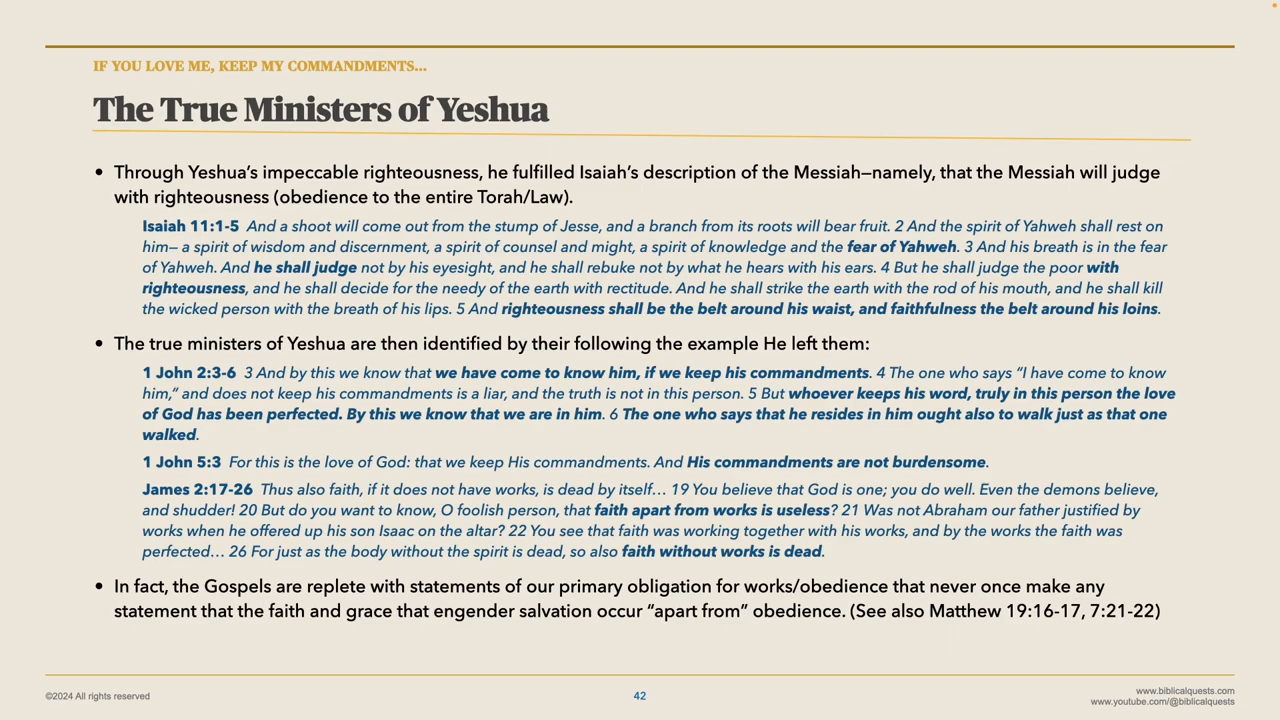 IF YOU LOVE ME, KEEP MY COMMANDMENTS…
The True Ministers of Yeshua
• Through Yeshua’s impeccable righteousness, he fulfilled Isaiah’s description of the Messiah—namely, that the Messiah will judge
with righteousness (obedience to the entire Torah/Law).
Isaiah 11:1-5 And a shoot will come out from the stump of Jesse, and a branch from its roots will bear fruit. 2 And the spirit of Yahweh shall rest on
him— a spirit of wisdom and discernment, a spirit of counsel and might, a spirit of knowledge and the fear of Yahweh. 3 And his breath is in the fear
of Yahweh. And he shall judge not by his eyesight, and he shall rebuke not by what he hears with his ears. 4 But he shall judge the poor with
righteousness, and he shall decide for the needy of the earth with rectitude. And he shall strike the earth with the rod of his mouth, and he shall kill
the wicked person with the breath of his lips. 5 And righteousness shall be the belt around his waist, and faithfulness the belt around his loins.
• The true ministers of Yeshua are then identified by their following the example He left them:
1 John 2:3-6 3 And by this we know that we have come to know him, if we keep his commandments. 4 The one who says “I have come to know
him,” and does not keep his commandments is a liar, and the truth is not in this person. 5 But whoever keeps his word, truly in this person the love
of God has been perfected. By this we know that we are in him. 6 The one who says that he resides in him ought also to walk just as that one
walked.
1 John 5:3 For this is the love of God: that we keep His commandments. And His commandments are not burdensome.
James 2:17-26 Thus also faith, if it does not have works, is dead by itself… 19 You believe that God is one; you do well. Even the demons believe,
and shudder! 20 But do you want to know, O foolish person, that faith apart from works is useless? 21 Was not Abraham our father justified by
works when he offered up his son Isaac on the altar? 22 You see that faith was working together with his works, and by the works the faith was
perfected… 26 For just as the body without the spirit is dead, so also faith without works is dead.
• In fact, the Gospels are replete with statements of our primary obligation for works/obedience that never once make any
statement that the faith and grace that engender salvation occur “apart from” obedience. (See also Matthew 19:16-17, 7:21-22)
©2024 All rights reserved
42
www.biblicalquests.com
www.youtube.com/@biblicalquests